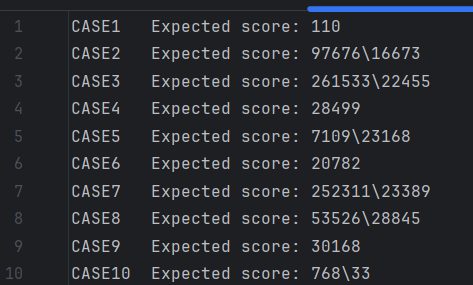 1 CASE1 Expected score: 110
2 CASE2 Expected score: 97676\16673
3 CASE3 Expected score: 261533\22455
4 CASE4 Expected score: 28499
5 CASE5 Expected score: 7109\23168
6 CASE6 Expected score: 20782
7 CASE7 Expected score: 252311\23389
8 CASE8 Expected score: 53526\28845
9 CASE9 Expected score: 30168
10 CASE10 Expected score: 768\33